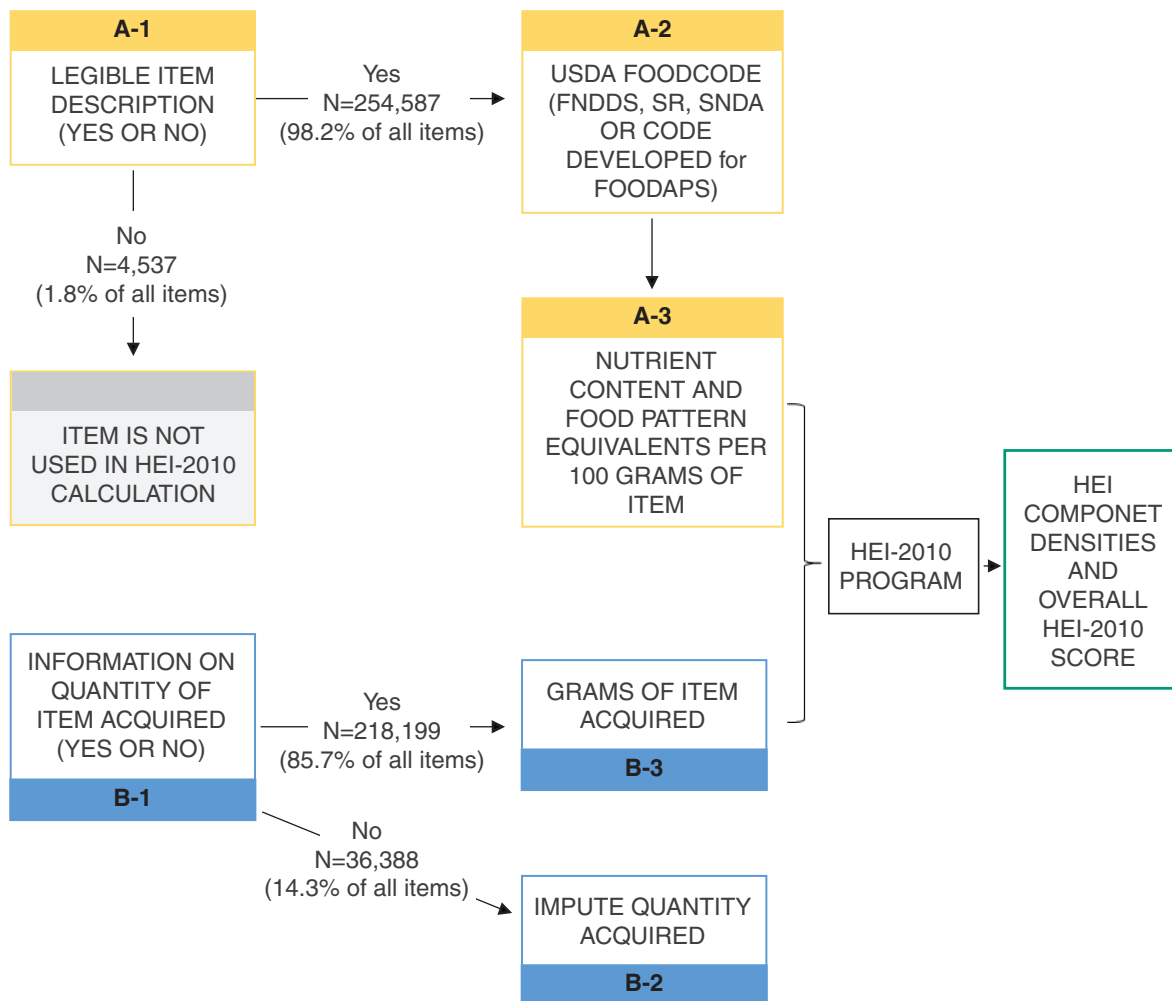 A-1
LEGIBLE ITEM
DESCRIPTION
(YES OR NO)
Yes
N=254,587
(98.2% of all items)
A-2
USDA FOODCODE
(FNDDS, SR, SNDA
OR CODE
DEVELOPED for
FOODAPS)
No
N=4,537
(1.8% of all items)
ITEM IS NOT
USED IN HEI-2010
CALCULATION
A-3
NUTRIENT
CONTENT AND
FOOD PATTERN
EQUIVALENTS PER
100 GRAMS OF
ITEM
HEI-2010
PROGRAM
HEI
COMPONET
DENSITIES
AND
OVERALL
HEI-2010
SCORE
INFORMATION ON
QUANTITY OF
ITEM ACQUIRED
(YES OR NO)
B-1
Yes
N=218,199
(85.7% of all items)
GRAMS OF ITEM
ACQUIRED
B-3
No
N=36,388
(14.3% of all items)
IMPUTE QUANTITY
ACQUIRED
B-2